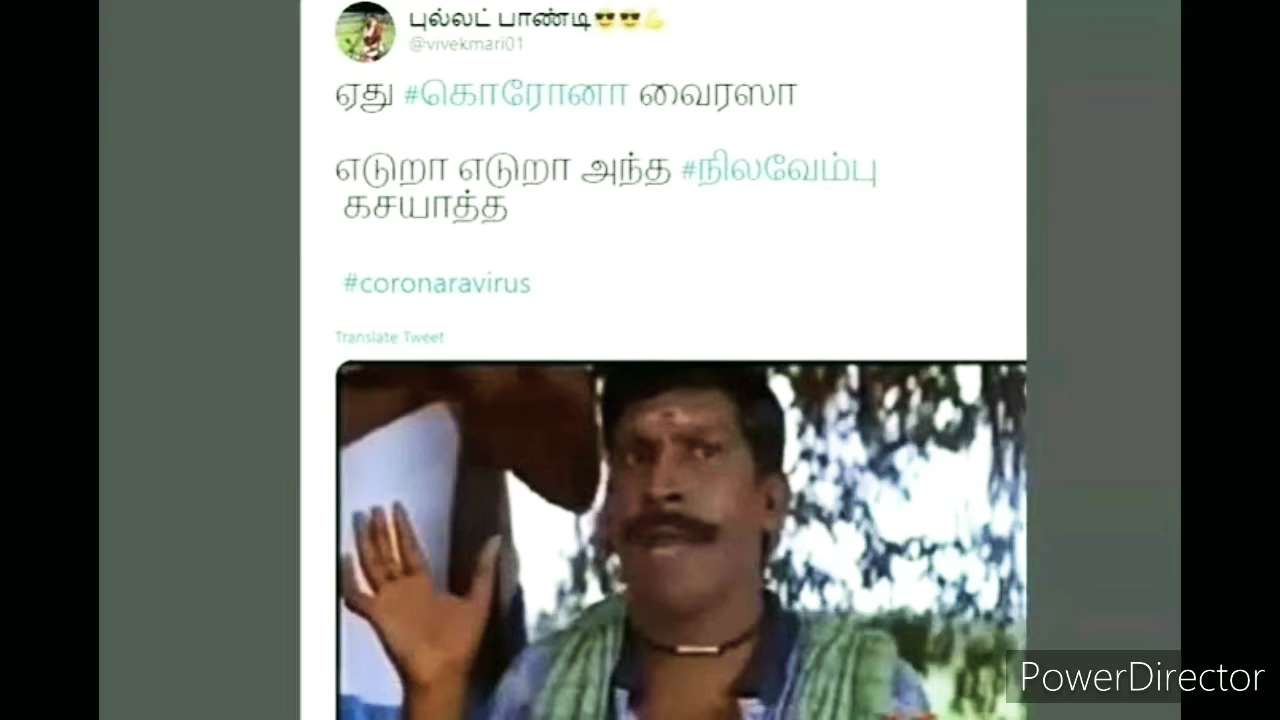 புல்லட் பாண்டி😎😎💪
@vivekmari01
ஏது #கொரோனா வைரஸா
எடுறா எடுறா அந்த #நிலவேம்பு
கசயாத்த
#coronaravirus
Translate Tweet
PowerDirector